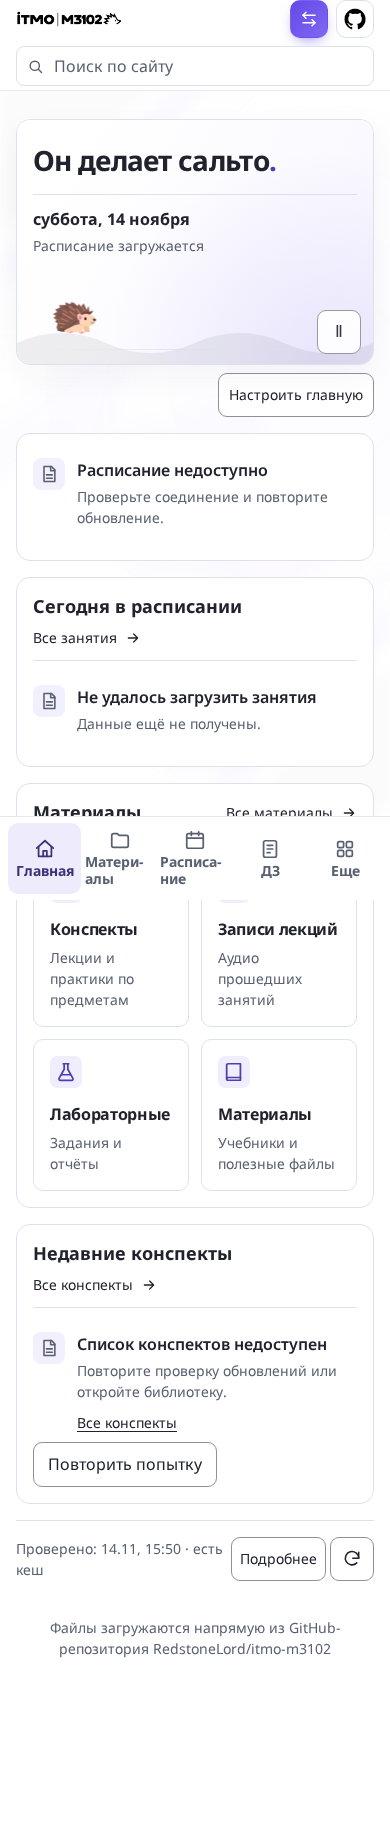 ITMO | M3102
Поиск по сайту
Он делает сальто.
суббота, 14 ноября
Расписание загружается
Настроить главную
Расписание недоступно
Проверьте соединение и повторите
обновление.
Сегодня в расписании
Все занятия →
Не удалось загрузить занятия
Данные ещё не получены.
Материалы
Все материалы →
Главная
Матери-
алы
Расписа-
ние
ДЗ
Еще
Конспекты
Лекции и
практики по
предметам
Записи лекций
Аудио
прошедших
занятий
Лабораторные
Задания и
отчёты
Материалы
Учебники и
полезные файлы
Недавние конспекты
Все конспекты →
Список конспектов недоступен
Повторите проверку обновлений или
откройте библиотеку.
Все конспекты
Повторить попытку
Проверено: 14.11, 15:50 · есть
кеш
Подробнее
Файлы загружаются напрямую из GitHub-
репозитория RedstoneLord/itmo-m3102